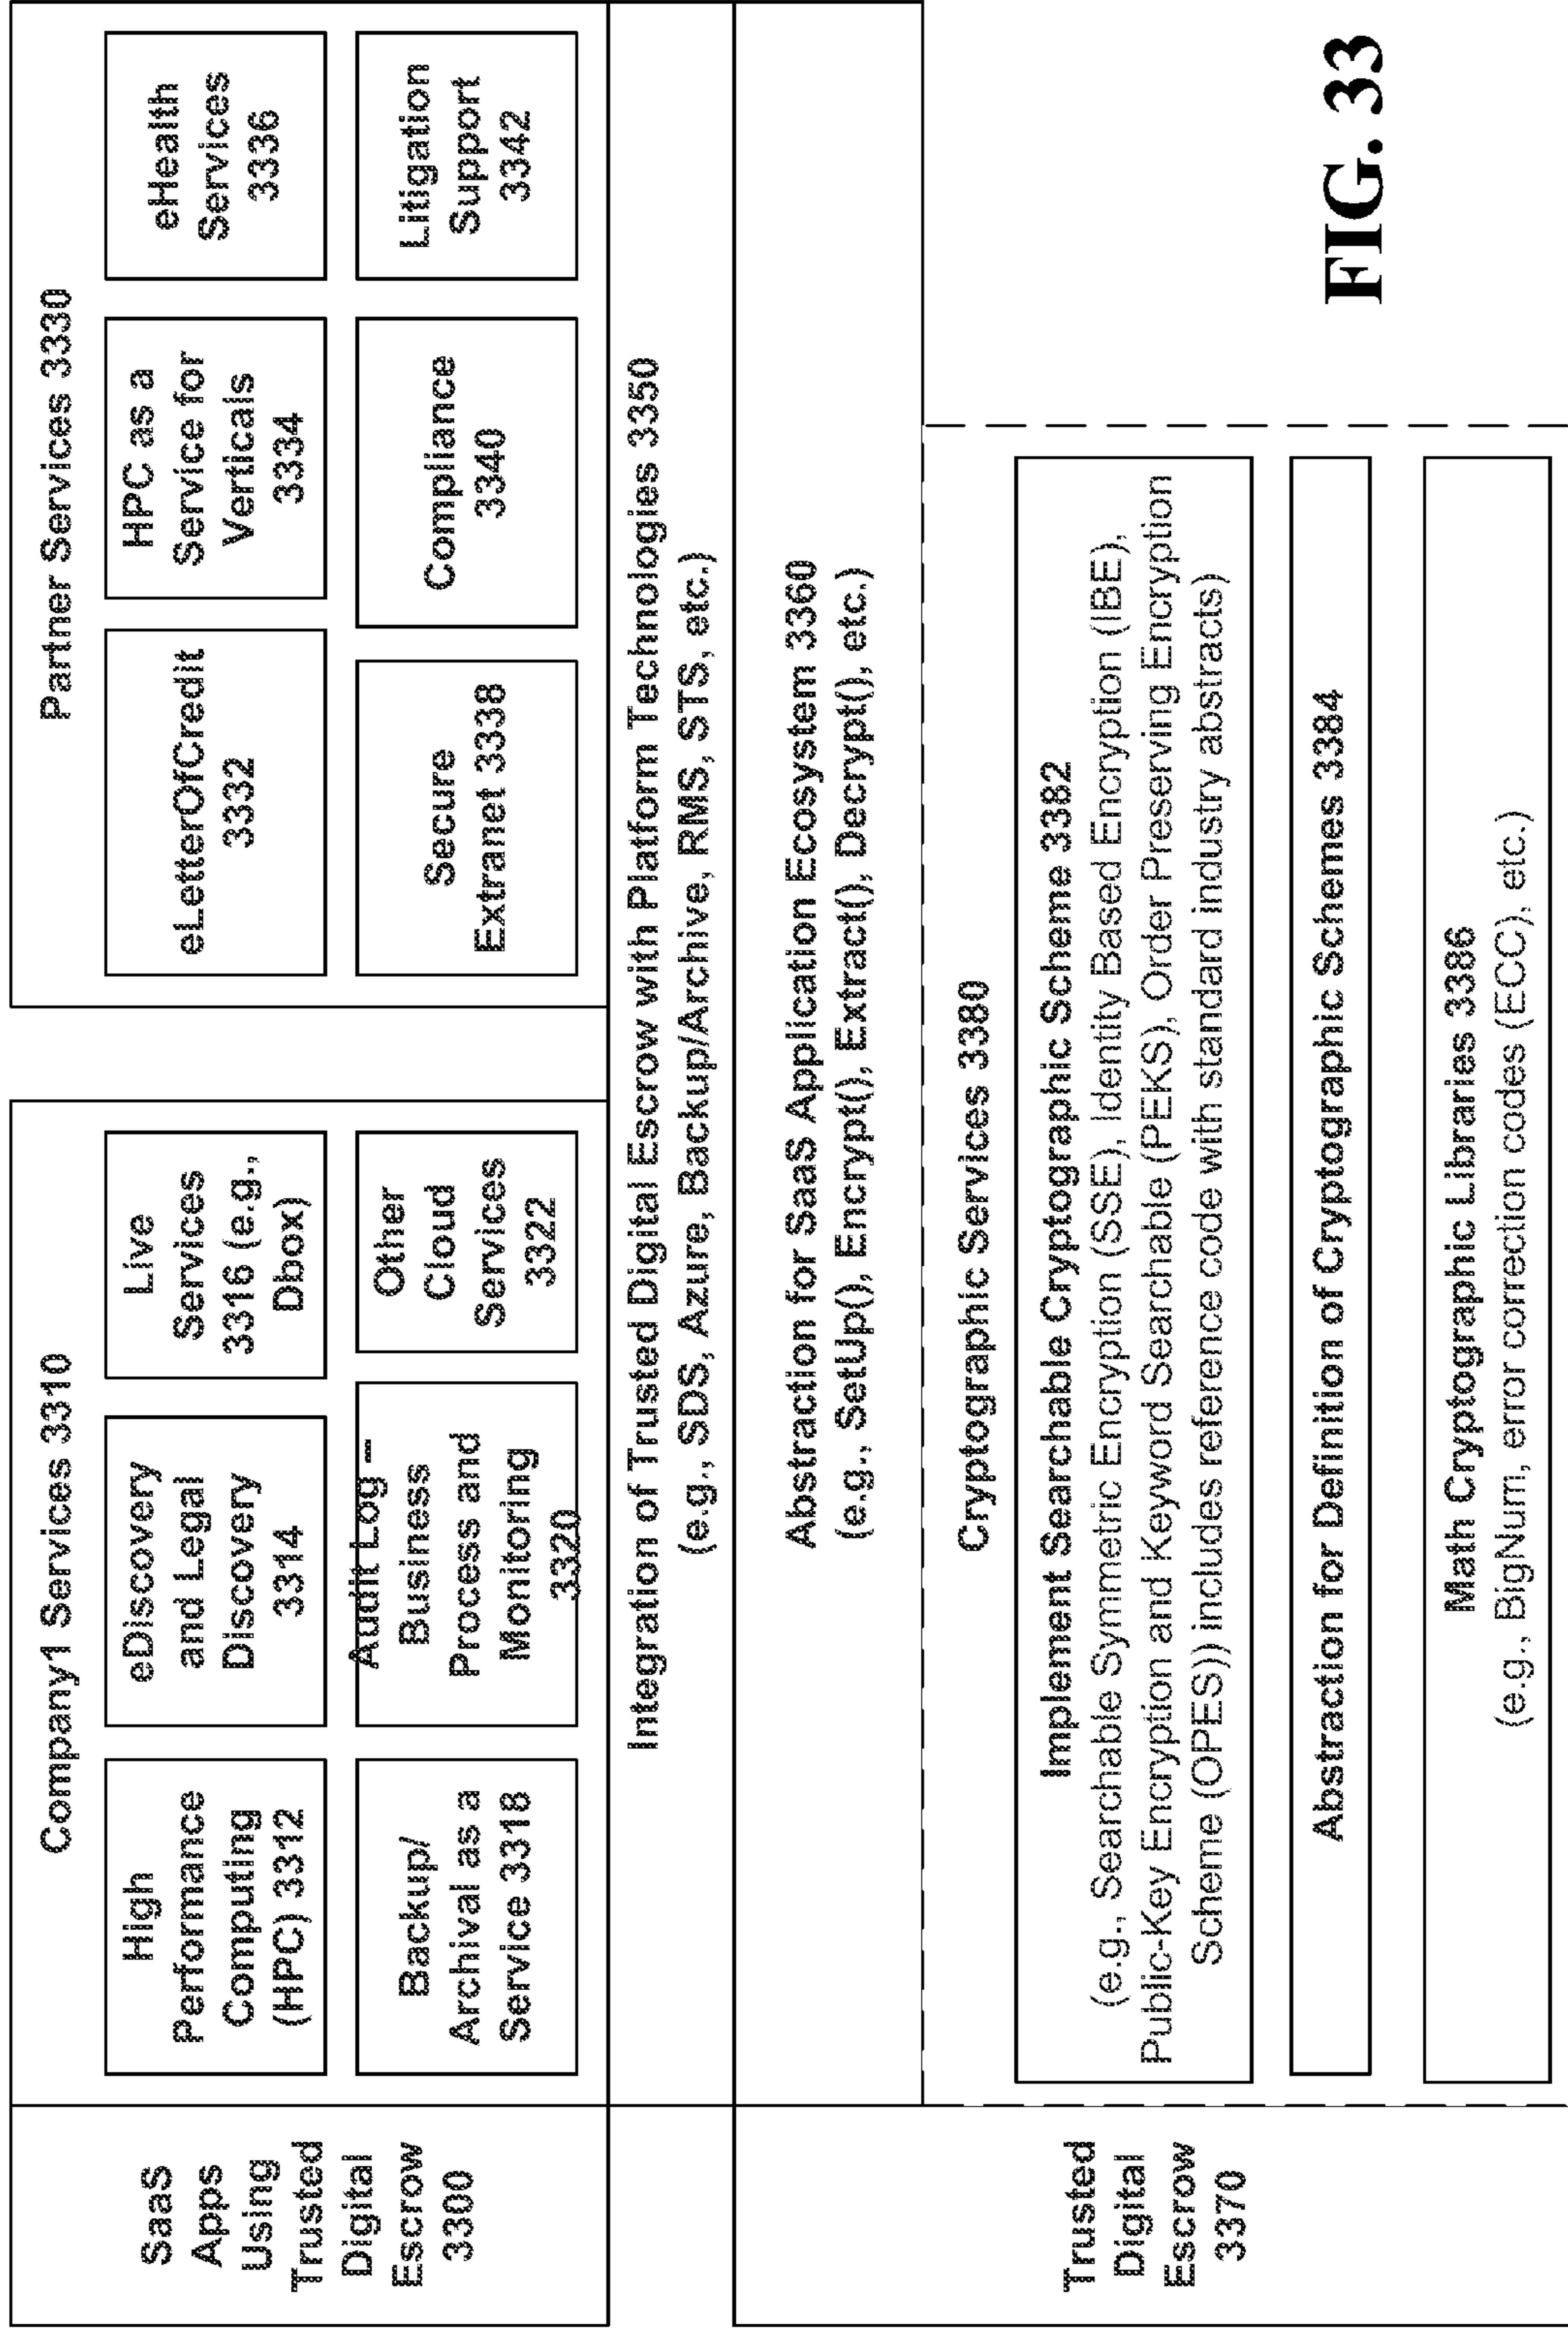 SaaS
Apps
Using
Trusted
Digital
Escrow
3300
Company1 Services 3310
High
Performance
Computing
(HPC) 3312
eDiscovery
and Legal
Discovery
3314
Live
Services
3316 (e.g.,
Dbox)
Backup/
Archival as a
Service 3318
Audit Log –
Business
Process and
Monitoring
3320
Other
Cloud
Services
3322
Partner Services 3330
eLetterOfCredit
3332
HPC as a
Service for
Verticals
3334
eHealth
Services
3336
Secure
Extranet 3338
Compliance
3340
Litigation
Support
3342
Integration of Trusted Digital Escrow with Platform Technologies 3350
(e.g., SDS, Azure, Backup/Archive, RMS, STS, etc.)
Trusted
Digital
Escrow
3370
Abstraction for SaaS Application Ecosystem 3360
(e.g., SetUp(), Encrypt(), Extract(), Decrypt(), etc.)
Cryptographic Services 3380
Implement Searchable Cryptographic Scheme 3382
(e.g., Searchable Symmetric Encryption (SSE), Identity Based Encryption (IBE),
Public-Key Encryption and Keyword Searchable (PEKS), Order Preserving Encryption
Scheme (OPES)) includes reference code with standard industry abstracts)
Abstraction for Definition of Cryptographic Schemes 3384
Math Cryptographic Libraries 3386
(e.g., BigNum, error correction codes (ECC), etc.)
FIG. 33